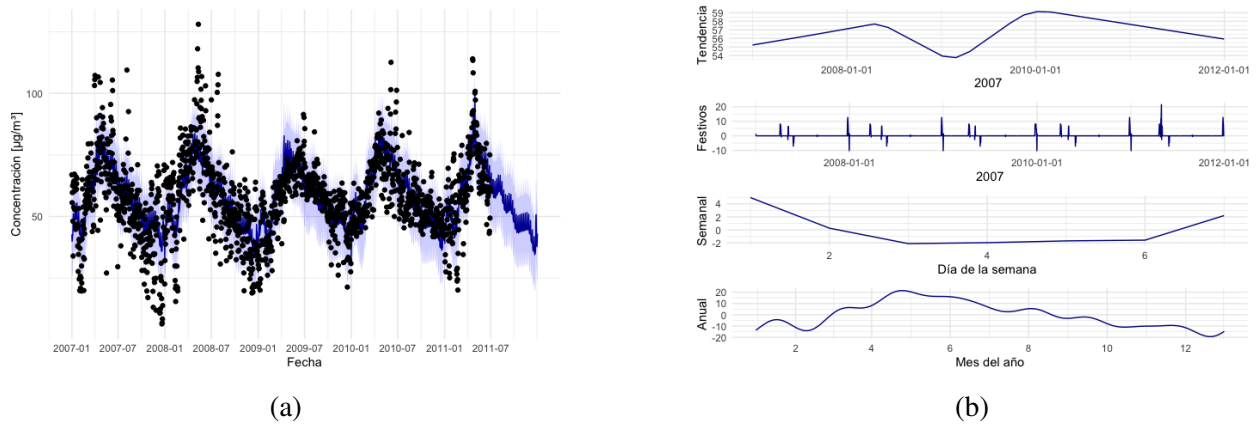 Concentración [µg/m³]
100
50
2007-01 2007-07 2008-01 2008-07 2009-01 2009-07 2010-01 2010-07 2011-01 2011-07
Fecha
(a)
Tendencia
59
58
57
56
55
54
2008-01-01 2010-01-01 2012-01-01
2007
Festivos
20
10
0
-10
2008-01-01 2010-01-01 2012-01-01
2007
Semanal
4
2
0
-2
2 4 6
Día de la semana
Anual
20
10
0
-10
-20
2 4 6 8 10 12
Mes del año
(b)